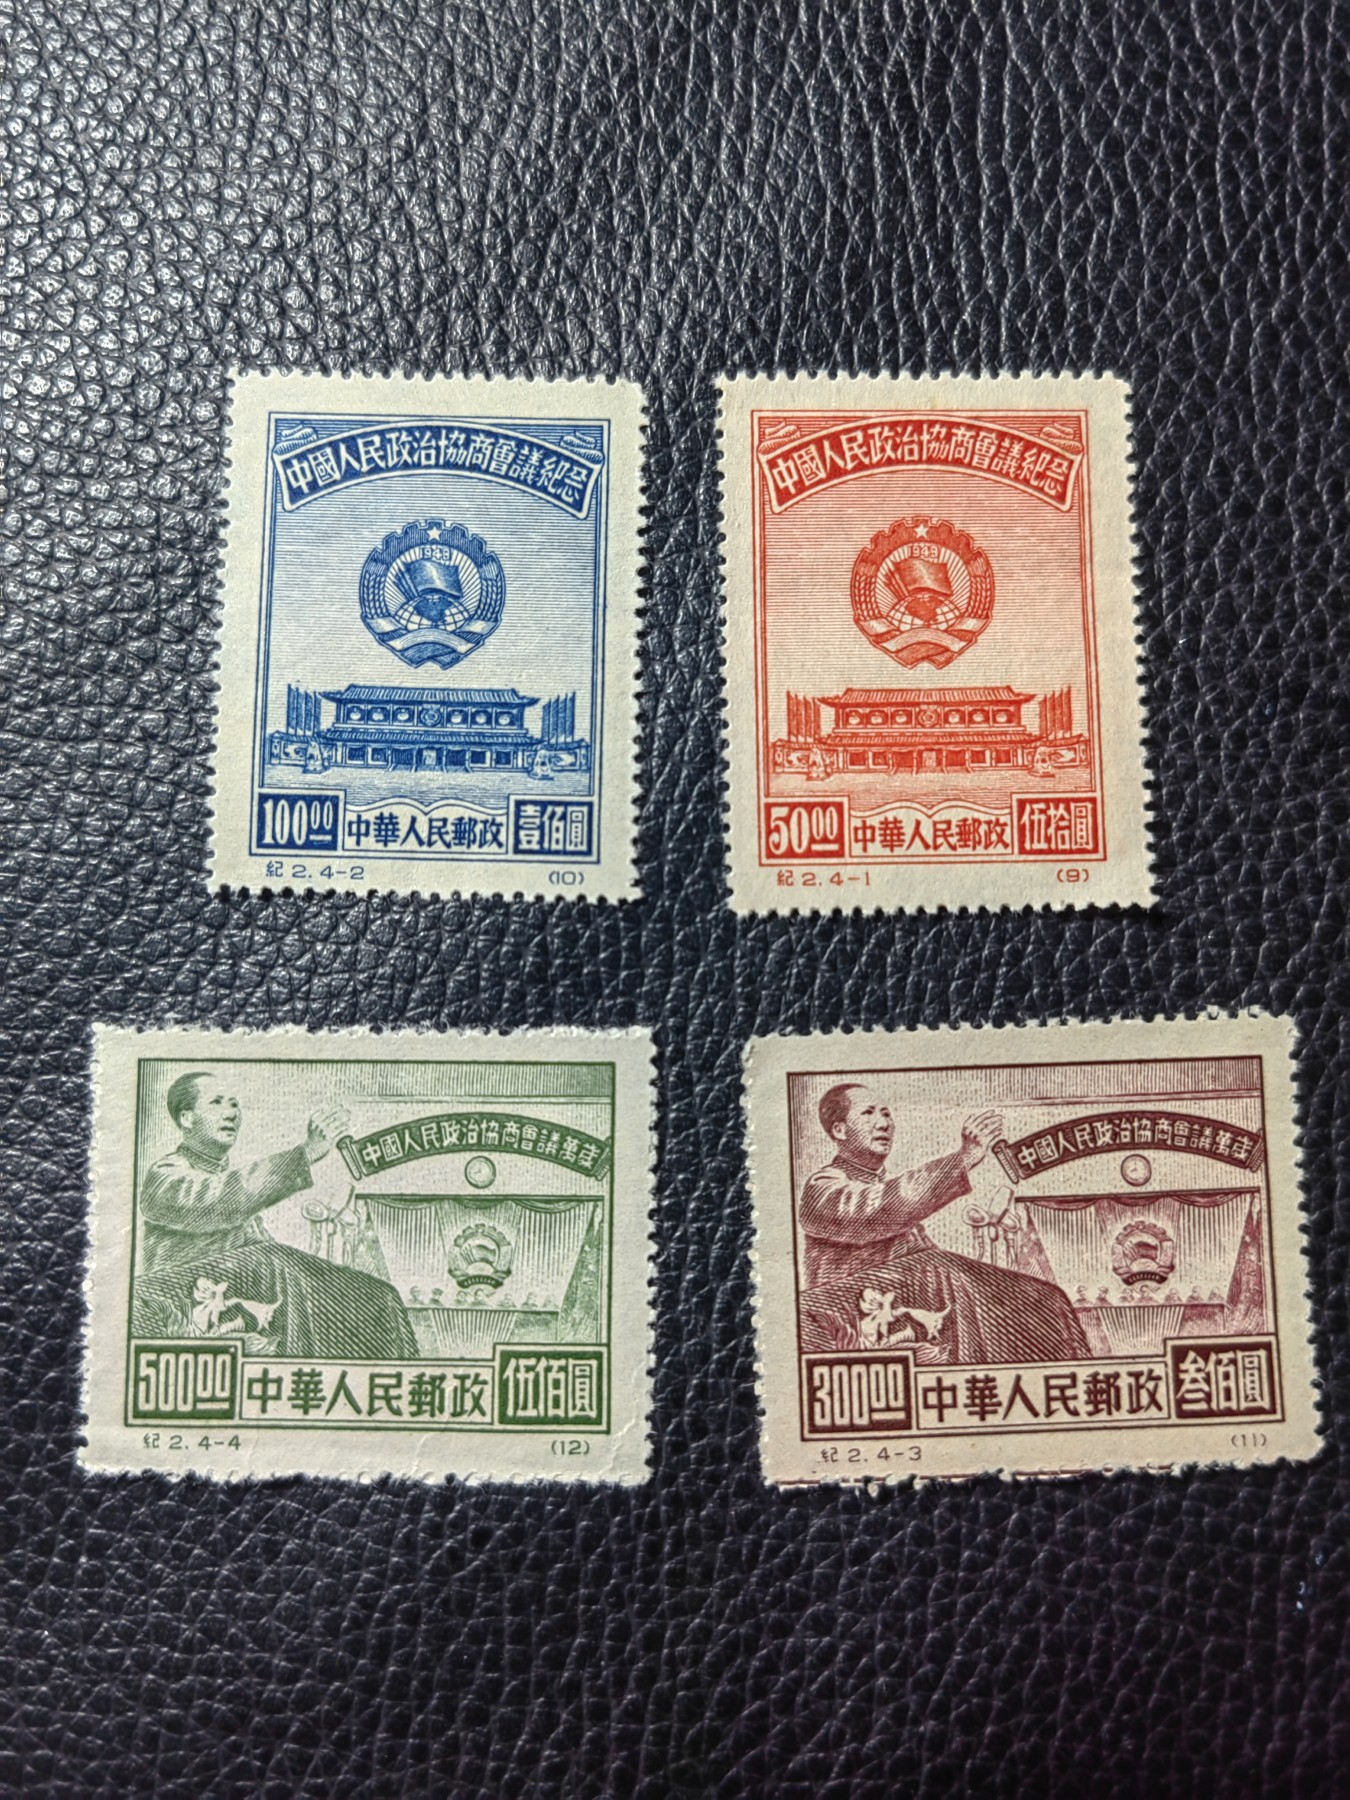 中國人民政治協商會議紀念
1949
100.00 中華人民郵政 壹佰圓
紀 2. 4-2 (10)
中國人民政治協商會議紀念
1949
50.00 中華人民郵政 伍拾圓
紀 2. 4-1 (9)
中國人民政治協商會議萬歲
500.00 中華人民郵政 伍佰圓
紀 2. 4-4 (12)
中國人民政治協商會議萬歲
300.00 中華人民郵政 叁佰圓
紀 2. 4-3 (11)